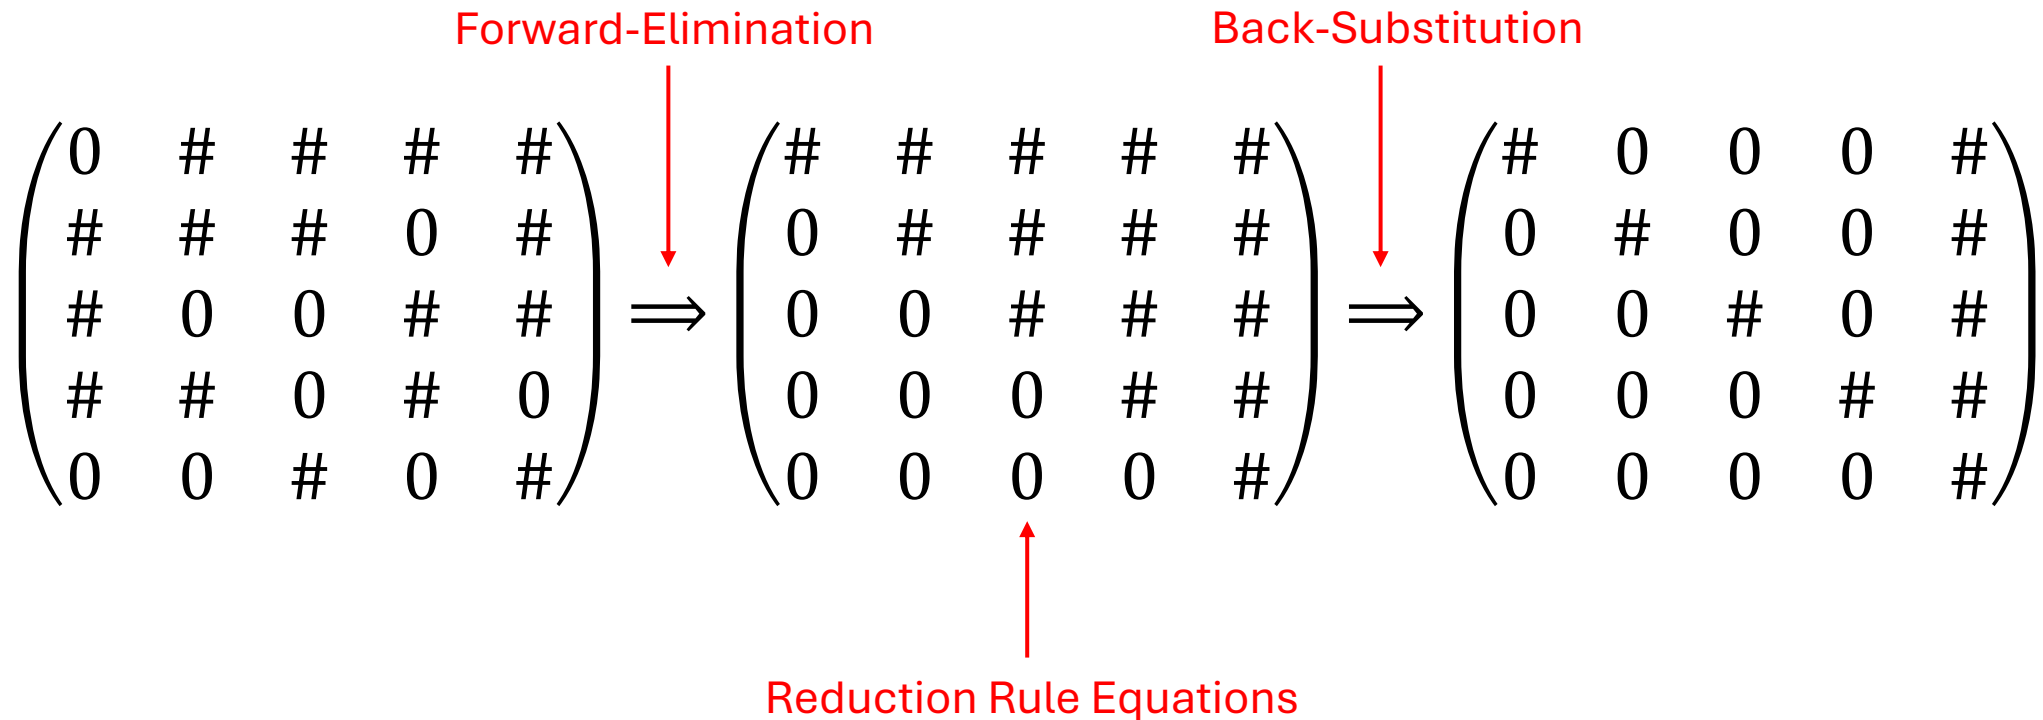 Forward-Elimination Back-Substitution
0 # # # # # # # # # # 0 0 0 #
# # # 0 # 0 # # # # 0 # 0 0 #
# 0 0 # # ⟹ 0 0 # # # ⟹ 0 0 # 0 #
# # 0 # 0 0 0 0 # # 0 0 0 # #
0 0 # 0 # 0 0 0 0 # 0 0 0 0 #
Reduction Rule Equations